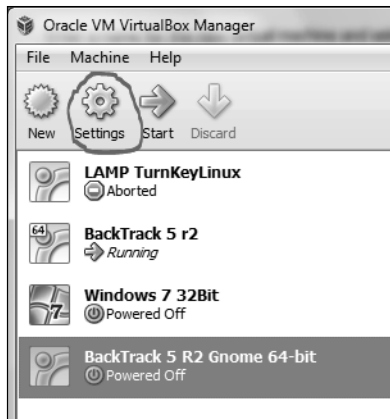 Oracle VM VirtualBox Manager
File Machine Help
New Settings Start Discard
LAMP TurnKeyLinux
Aborted
64 BackTrack 5 r2
Running
7 Windows 7 32Bit
Powered Off
BackTrack 5 R2 Gnome 64-bit
Powered Off